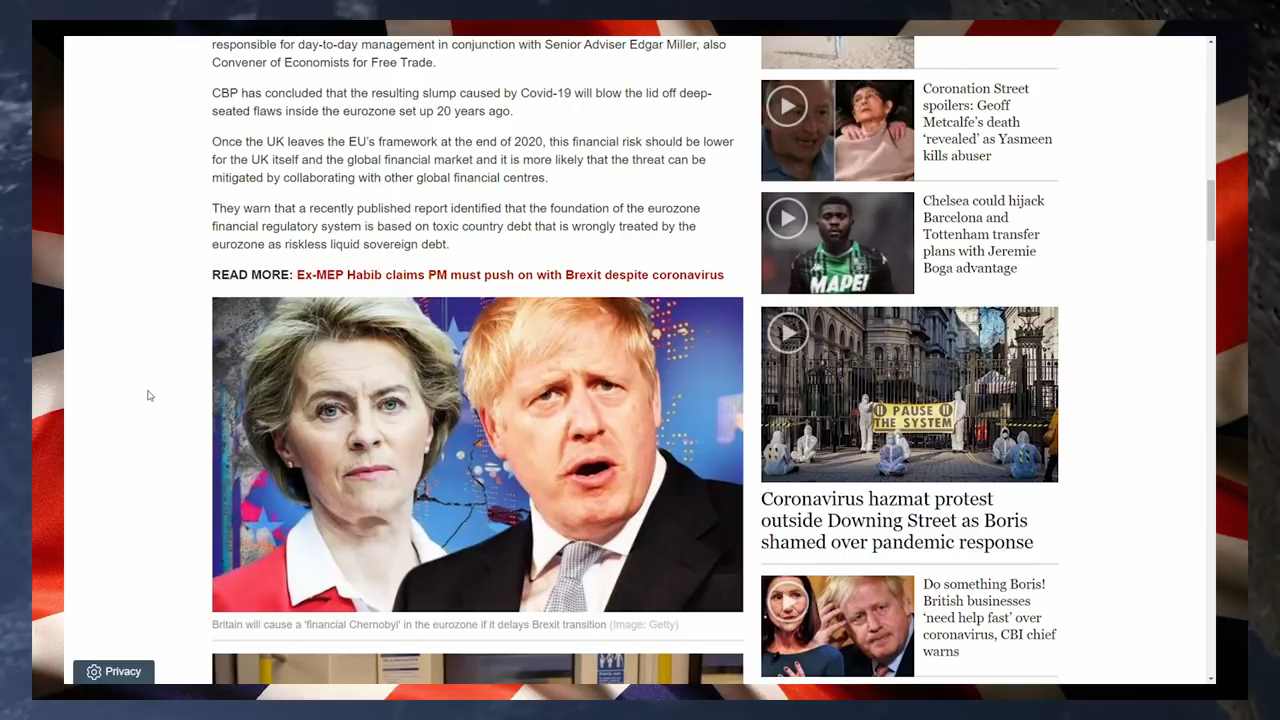 responsible for day-to-day management in conjunction with Senior Adviser Edgar Miller, also
Convener of Economists for Free Trade.
CBP has concluded that the resulting slump caused by Covid-19 will blow the lid off deep-
seated flaws inside the eurozone set up 20 years ago.
Once the UK leaves the EU's framework at the end of 2020, this financial risk should be lower
for the UK itself and the global financial market and it is more likely that the threat can be
mitigated by collaborating with other global financial centres.
They warn that a recently published report identified that the foundation of the eurozone
financial regulatory system is based on toxic country debt that is wrongly treated by the
eurozone as riskless liquid sovereign debt.
READ MORE: Ex-MEP Habib claims PM must push on with Brexit despite coronavirus
Britain will cause a 'financial Chernobyl' in the eurozone if it delays Brexit transition (Image: Getty)
Privacy
Coronation Street
spoilers: Geoff
Metcalfe's death
'revealed' as Yasmeen
kills abuser
MAPEI
Chelsea could hijack
Barcelona and
Tottenham transfer
plans with Jeremie
Boga advantage
PAUSE
THE SYSTEM
Coronavirus hazmat protest
outside Downing Street as Boris
shamed over pandemic response
Do something Boris!
British businesses
'need help fast' over
coronavirus, CBI chief
warns